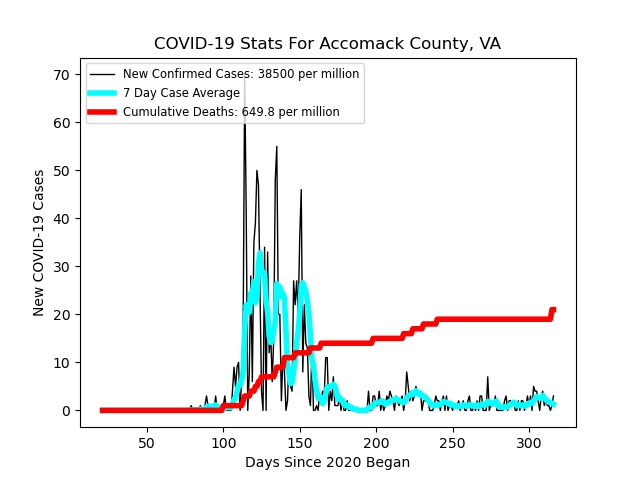 COVID-19 Stats For Accomack County, VA
New Confirmed Cases: 38500 per million
7 Day Case Average
Cumulative Deaths: 649.8 per million
New COVID-19 Cases
70
60
50
40
30
20
10
0
50 100 150 200 250 300
Days Since 2020 Began